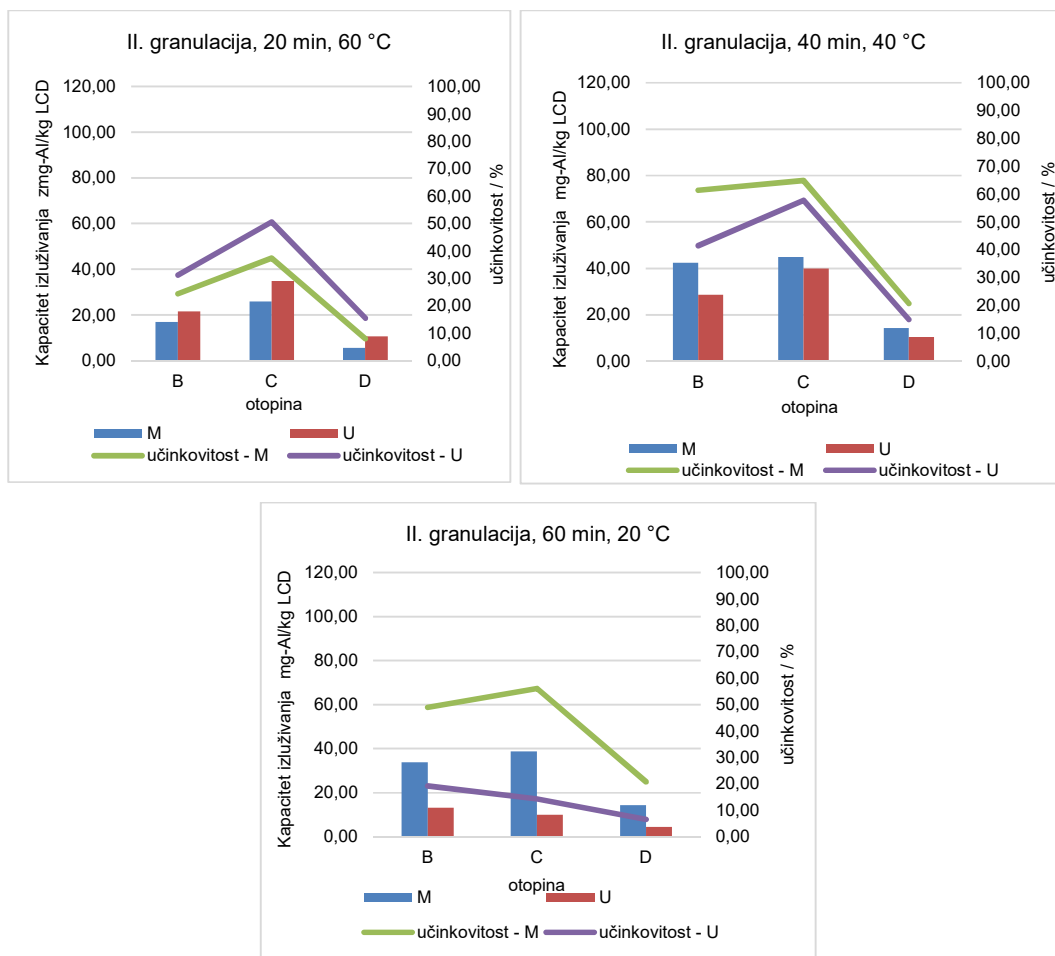 II. granulacija, 20 min, 60 °C
Kapacitet izluživanja zmg-Al/kg LCD
120,00
100,00
80,00
60,00
40,00
20,00
0,00
100,00
90,00
80,00
70,00
60,00
50,00
40,00
30,00
20,00
10,00
0,00
učinkovitost / %
B C D
otopina
M U
učinkovitost - M učinkovitost - U
II. granulacija, 40 min, 40 °C
Kapacitet izluživanja mg-Al/kg LCD
120,00
100,00
80,00
60,00
40,00
20,00
0,00
100,00
90,00
80,00
70,00
60,00
50,00
40,00
30,00
20,00
10,00
0,00
učinkovitost / %
B C D
otopina
M U
učinkovitost - M učinkovitost - U
II. granulacija, 60 min, 20 °C
Kapacitet izluživanja mg-Al/kg LCD
120,00
100,00
80,00
60,00
40,00
20,00
0,00
100,00
90,00
80,00
70,00
60,00
50,00
40,00
30,00
20,00
10,00
0,00
učinkovitost / %
B C D
otopina
M U
učinkovitost - M učinkovitost - U